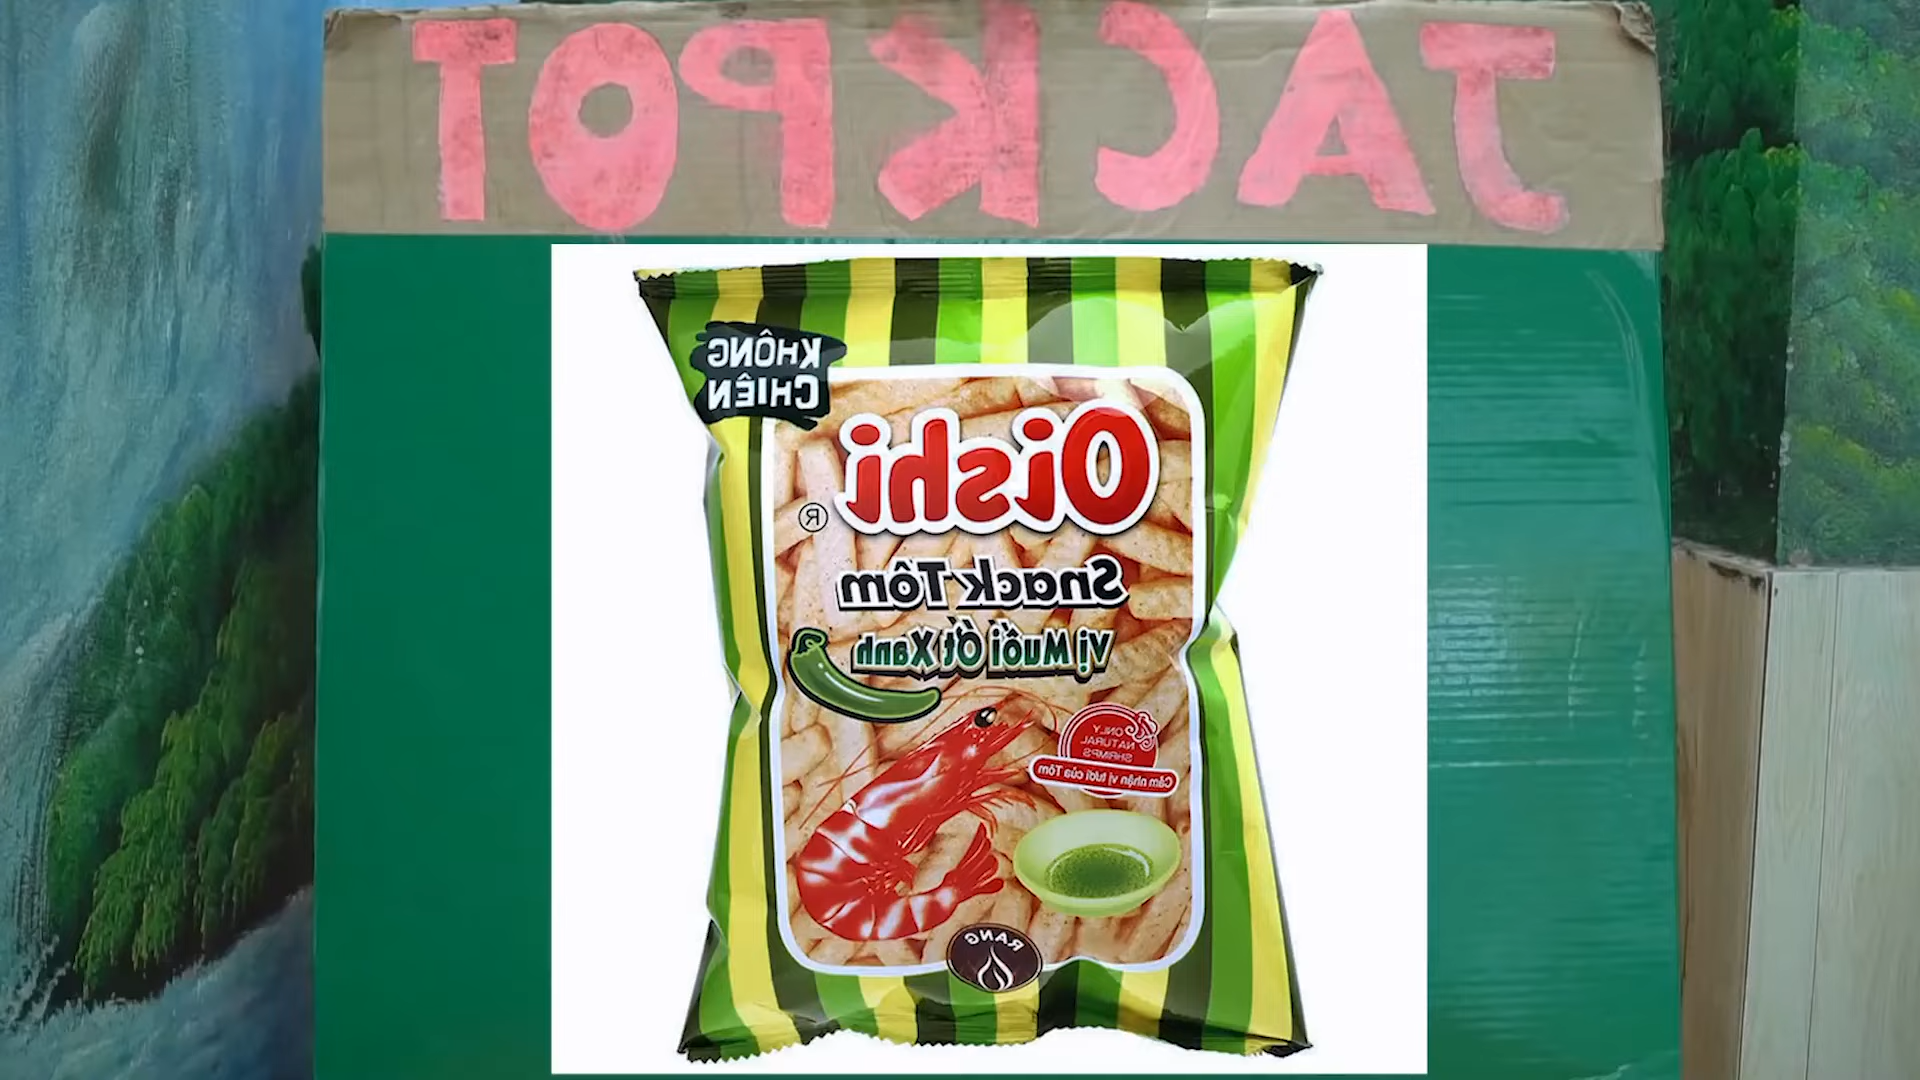 JACKPOT
KHÔNG
CHIÊN
Oishi
®
Snack Tôm
Vị Muối Ớt Xanh
ONLY
NATURAL
SHRIMPS
Cảm nhận vị tươi của Tôm
RANG